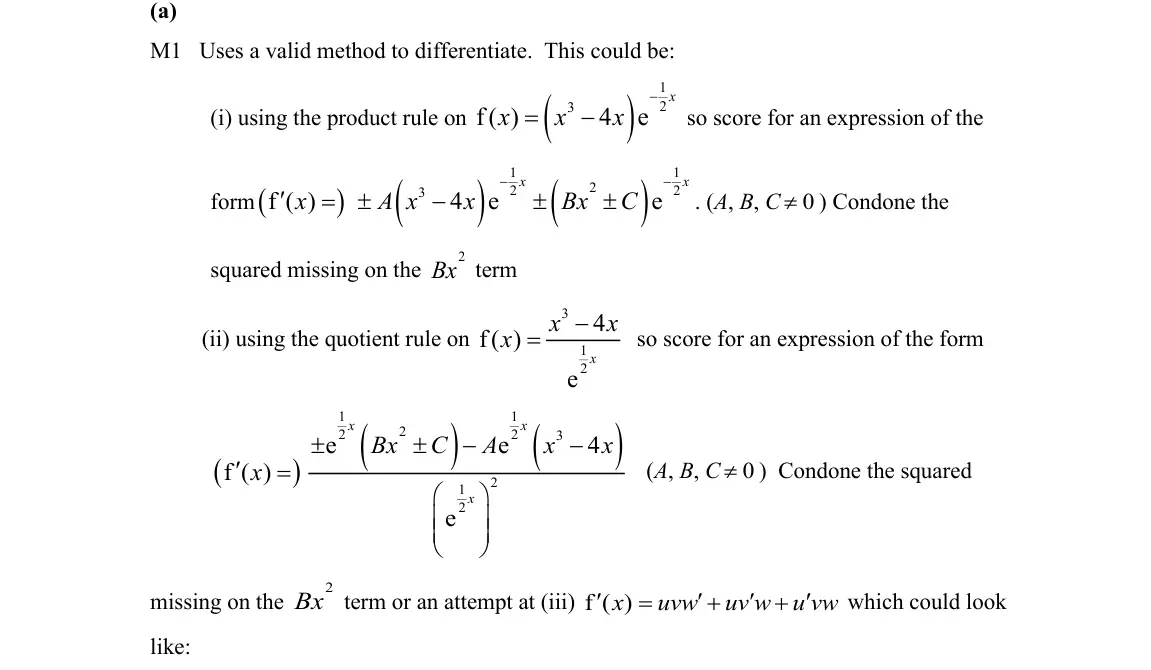 (a)
M1 Uses a valid method to differentiate. This could be:
(i) using the product rule on f(x) = (x³ − 4x)e^(−½x) so score for an expression of the
form (f′(x) =) ± A(x³ − 4x)e^(−½x) ± (Bx² ± C)e^(−½x) . (A, B, C ≠ 0 ) Condone the
squared missing on the Bx² term
(ii) using the quotient rule on f(x) = (x³ − 4x)/e^(½x) so score for an expression of the form
(f′(x) =) (±e^(½x)(Bx² ± C) − Ae^(½x)(x³ − 4x))/(e^(½x))² (A, B, C ≠ 0 ) Condone the squared
missing on the Bx² term or an attempt at (iii) f′(x) = uvw′ + uv′w + u′vw which could look
like: